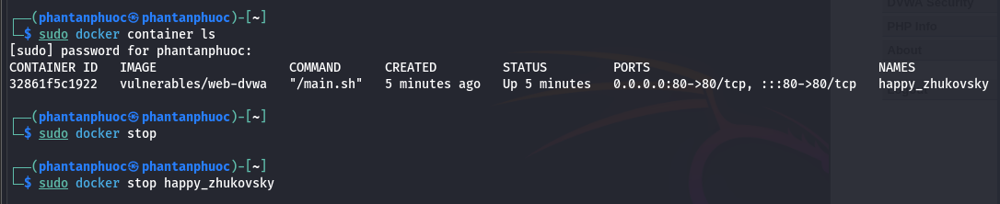 DVWA Security
PHP Info
About
┌──(phantanphuoc㉿phantanphuoc)-[~]
└─$ sudo docker container ls
[sudo] password for phantanphuoc:
CONTAINER ID   IMAGE                  COMMAND      CREATED         STATUS         PORTS                               NAMES
32861f5c1922   vulnerables/web-dvwa   "/main.sh"   5 minutes ago   Up 5 minutes   0.0.0.0:80->80/tcp, :::80->80/tcp   happy_zhukovsky
┌──(phantanphuoc㉿phantanphuoc)-[~]
└─$ sudo docker stop
┌──(phantanphuoc㉿phantanphuoc)-[~]
└─$ sudo docker stop happy_zhukovsky